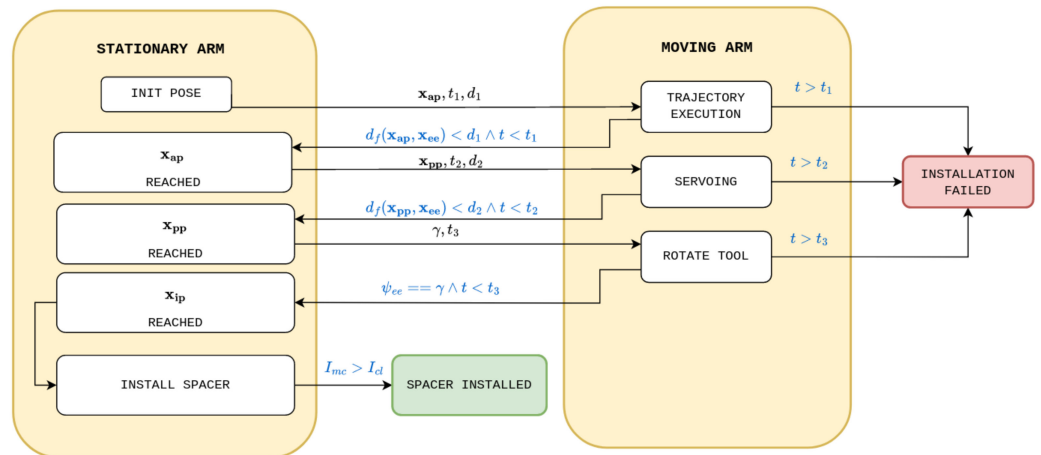 STATIONARY ARM
MOVING ARM
INIT POSE
x_ap, t_1, d_1
TRAJECTORY
EXECUTION
t > t_1
d_f(x_ap, x_ee) < d_1 ∧ t < t_1
x_ap
REACHED
x_pp, t_2, d_2
SERVOING
t > t_2
INSTALLATION
FAILED
d_f(x_pp, x_ee) < d_2 ∧ t < t_2
x_pp
REACHED
γ, t_3
ROTATE TOOL
t > t_3
x_ip
REACHED
ψ_ee == γ ∧ t < t_3
INSTALL SPACER
I_mc > I_cl
SPACER INSTALLED